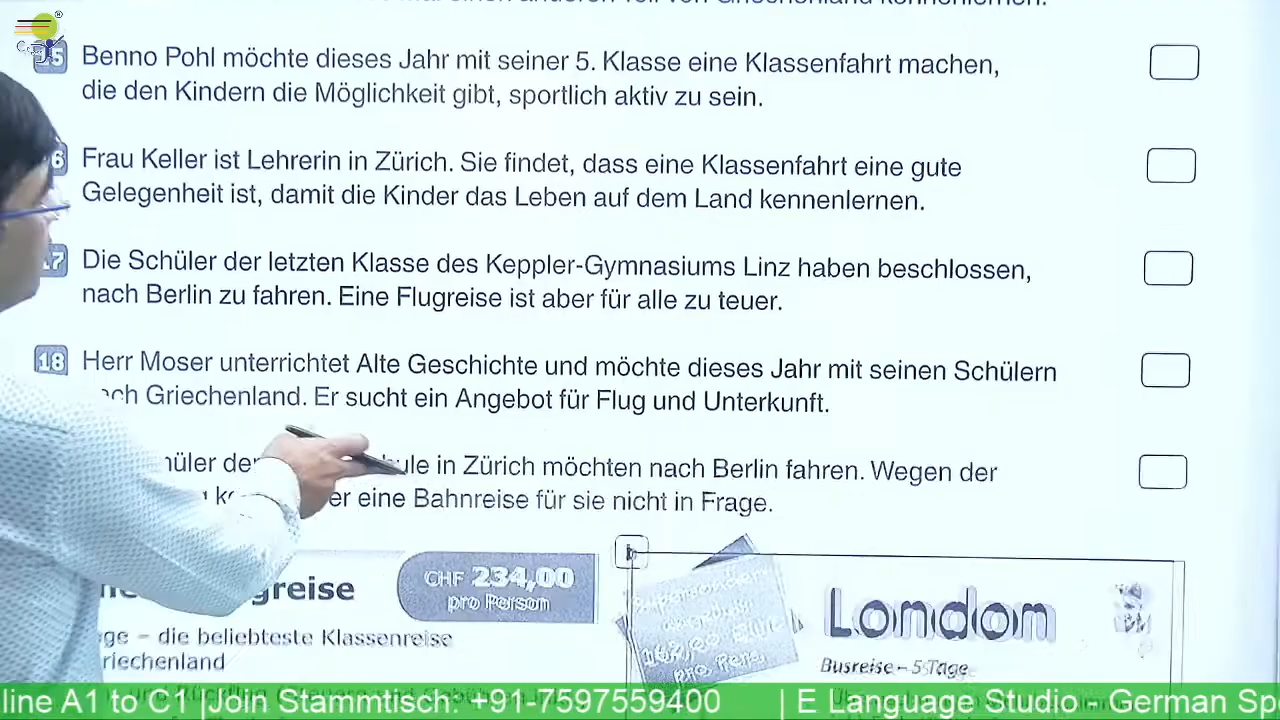 Benno Pohl möchte dieses Jahr mit seiner 5. Klasse eine Klassenfahrt machen,
die den Kindern die Möglichkeit gibt, sportlich aktiv zu sein.
Frau Keller ist Lehrerin in Zürich. Sie findet, dass eine Klassenfahrt eine gute
Gelegenheit ist, damit die Kinder das Leben auf dem Land kennenlernen.
Die Schüler der letzten Klasse des Keppler-Gymnasiums Linz haben beschlossen,
nach Berlin zu fahren. Eine Flugreise ist aber für alle zu teuer.
18 Herr Moser unterrichtet Alte Geschichte und möchte dieses Jahr mit seinen Schülern
Griechenland. Er sucht ein Angebot für Flug und Unterkunft.
in Zürich möchten nach Berlin fahren. Wegen der
eine Bahnreise für sie nicht in Frage.
CHF 234,00
pro Person
– die beliebteste Klassenreise
b
London
Busreise – 5 Tage
line A1 to C1 |Join Stammtisch: +91-7597559400 | E Language Studio - German Sp